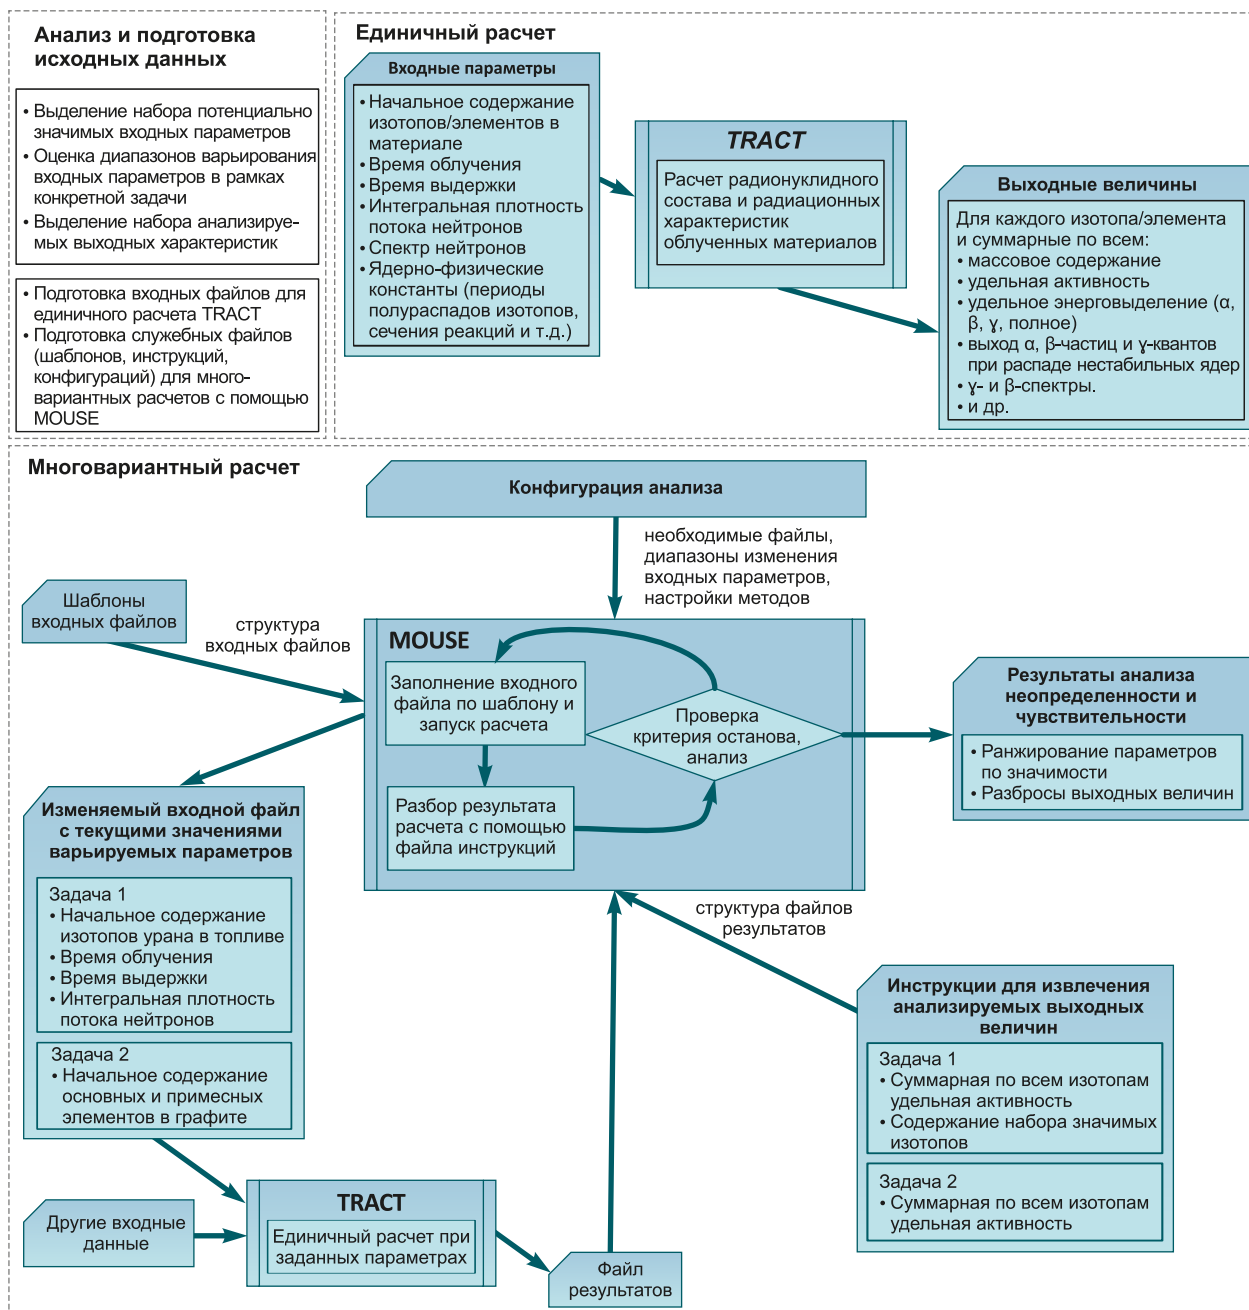 Анализ и подготовка
исходных данных
• Выделение набора потенциально
значимых входных параметров
• Оценка диапазонов варьирования
входных параметров в рамках
конкретной задачи
• Выделение набора анализируе-
мых выходных характеристик
• Подготовка входных файлов для
единичного расчета TRACT
• Подготовка служебных файлов
(шаблонов, инструкций,
конфигураций) для много-
вариантных расчетов с помощью
MOUSE
Единичный расчет
Входные параметры
• Начальное содержание
изотопов/элементов в
материале
• Время облучения
• Время выдержки
• Интегральная плотность
потока нейтронов
• Спектр нейтронов
• Ядерно-физические
константы (периоды
полураспадов изотопов,
сечения реакций и т.д.)
TRACT
Расчет радионуклидного
состава и радиационных
характеристик
облученных материалов
Выходные величины
Для каждого изотопа/элемента
и суммарные по всем:
• массовое содержание
• удельная активность
• удельное энерговыделение (α,
β, ɣ, полное)
• выход α, β-частиц и ɣ-квантов
при распаде нестабильных ядер
• ɣ- и β-спектры.
• и др.
Многовариантный расчет
Конфигурация анализа
необходимые файлы,
диапазоны изменения
входных параметров,
настройки методов
Шаблоны
входных файлов
структура
входных файлов
MOUSE
Заполнение входного
файла по шаблону и
запуск расчета
Проверка
критерия останова,
анализ
Разбор результата
расчета с помощью
файла инструкций
Результаты анализа
неопределенности и
чувствительности
• Ранжирование параметров
по значимости
• Разбросы выходных величин
Изменяемый входной файл
с текущими значениями
варьируемых параметров
Задача 1
• Начальное содержание
изотопов урана в топливе
• Время облучения
• Время выдержки
• Интегральная плотность
потока нейтронов
Задача 2
• Начальное содержание
основных и примесных
элементов в графите
структура файлов
результатов
Инструкции для извлечения
анализируемых выходных
величин
Задача 1
• Суммарная по всем изотопам
удельная активность
• Содержание набора значимых
изотопов
Задача 2
• Суммарная по всем изотопам
удельная активность
Другие входные
данные
TRACT
Единичный расчет при
заданных параметрах
Файл
результатов